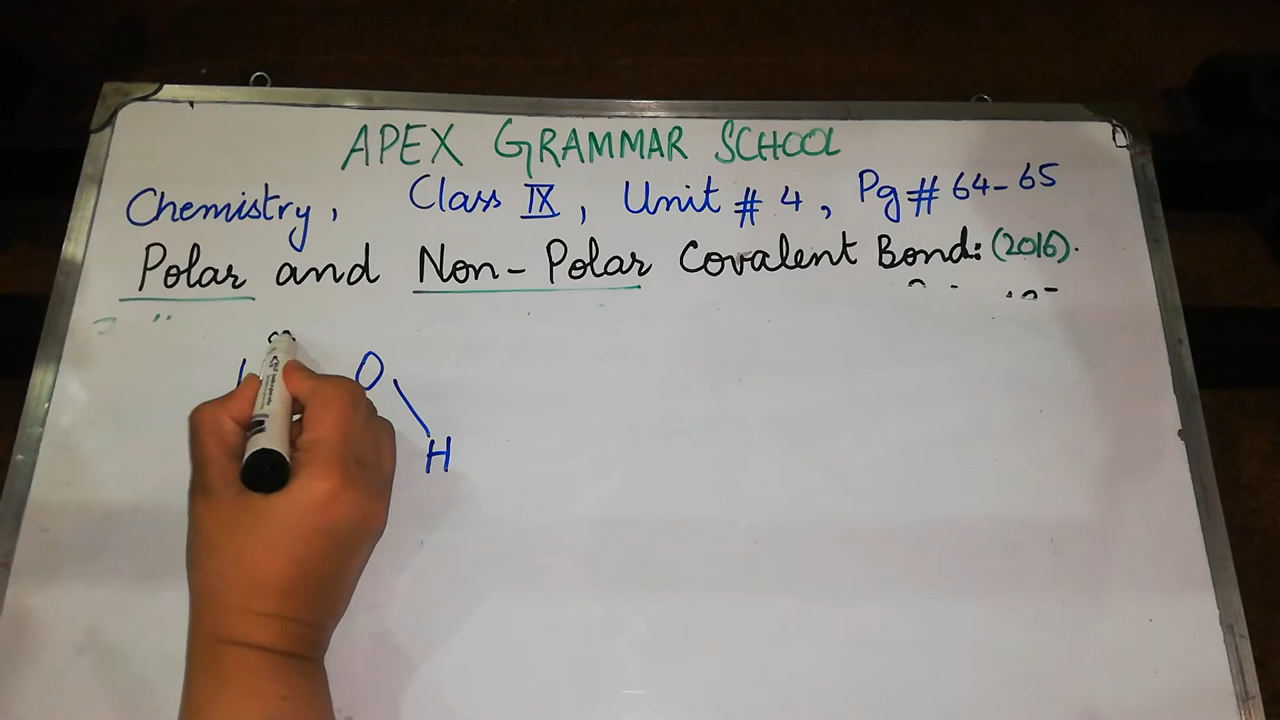 APEX GRAMMAR SCHOOL
Chemistry, Class IX, Unit # 4, Pg # 64-65
Polar and Non-Polar Covalent Bond: (2016).
O
H